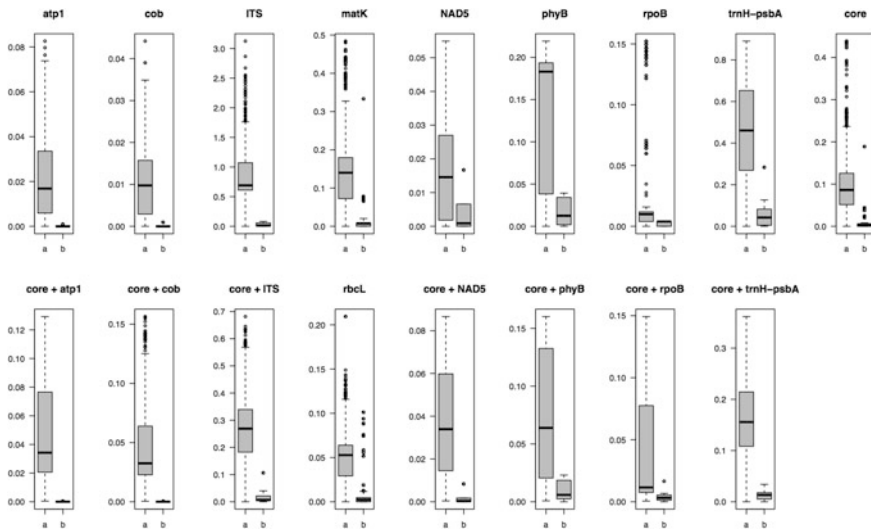 atp1 cob ITS matK NAD5 phyB rpoB trnH−psbA core
0.00 0.02 0.04 0.06 0.08
0.00 0.01 0.02 0.03 0.04
0.0 0.5 1.0 1.5 2.0 2.5 3.0
0.0 0.1 0.2 0.3 0.4 0.5
0.00 0.01 0.02 0.03 0.04 0.05
0.00 0.05 0.10 0.15 0.20
0.00 0.05 0.10 0.15
0.0 0.2 0.4 0.6 0.8
0.0 0.1 0.2 0.3 0.4
a b a b a b a b a b a b a b a b a b
core + atp1 core + cob core + ITS rbcL core + NAD5 core + phyB core + rpoB core + trnH−psbA
0.00 0.02 0.04 0.06 0.08 0.10 0.12
0.00 0.05 0.10 0.15
0.0 0.1 0.2 0.3 0.4 0.5 0.6 0.7
0.00 0.05 0.10 0.15 0.20
0.00 0.02 0.04 0.06 0.08
0.00 0.05 0.10 0.15
0.00 0.05 0.10 0.15
0.0 0.1 0.2 0.3
a b a b a b a b a b a b a b a b